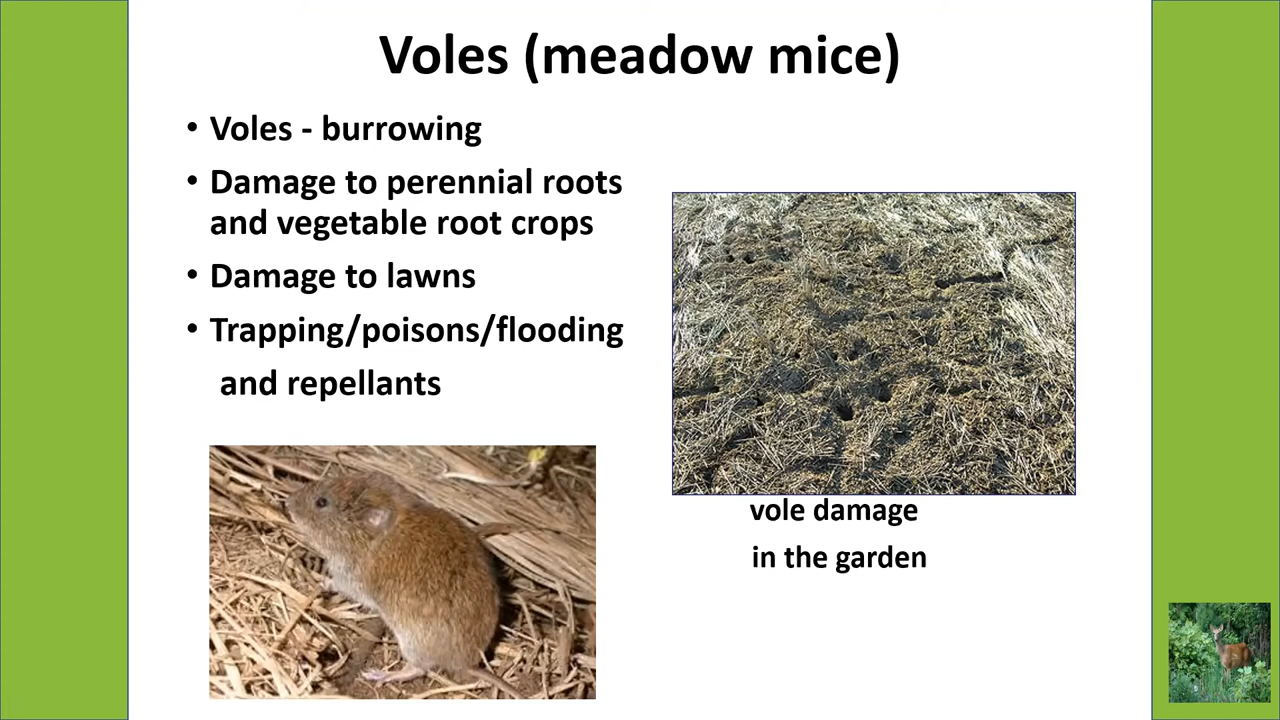 Voles (meadow mice)
• Voles - burrowing
• Damage to perennial roots
and vegetable root crops
• Damage to lawns
• Trapping/poisons/flooding
and repellants
vole damage
in the garden